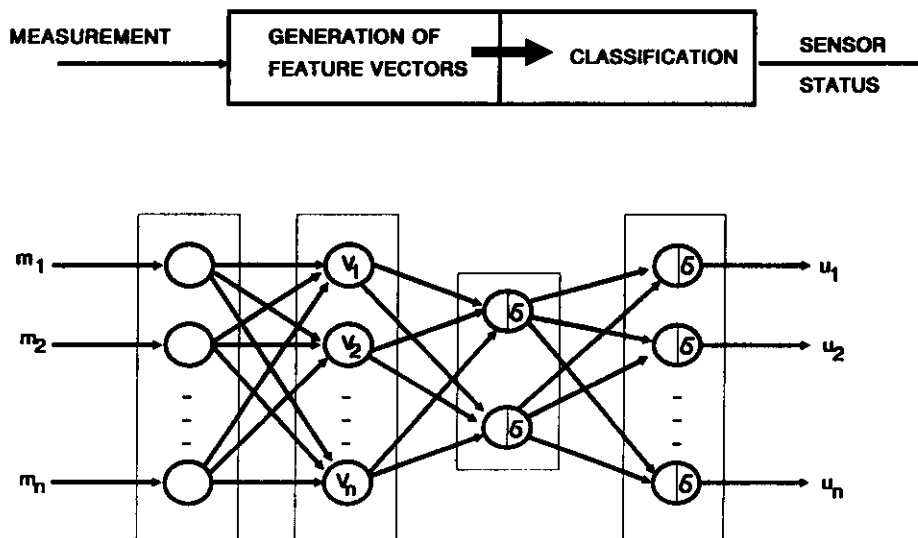 MEASUREMENT
GENERATION OF
FEATURE VECTORS
CLASSIFICATION
SENSOR
STATUS
m1 V1 δ u1
m2 V2 δ u2
mn Vn δ un
δ
δ